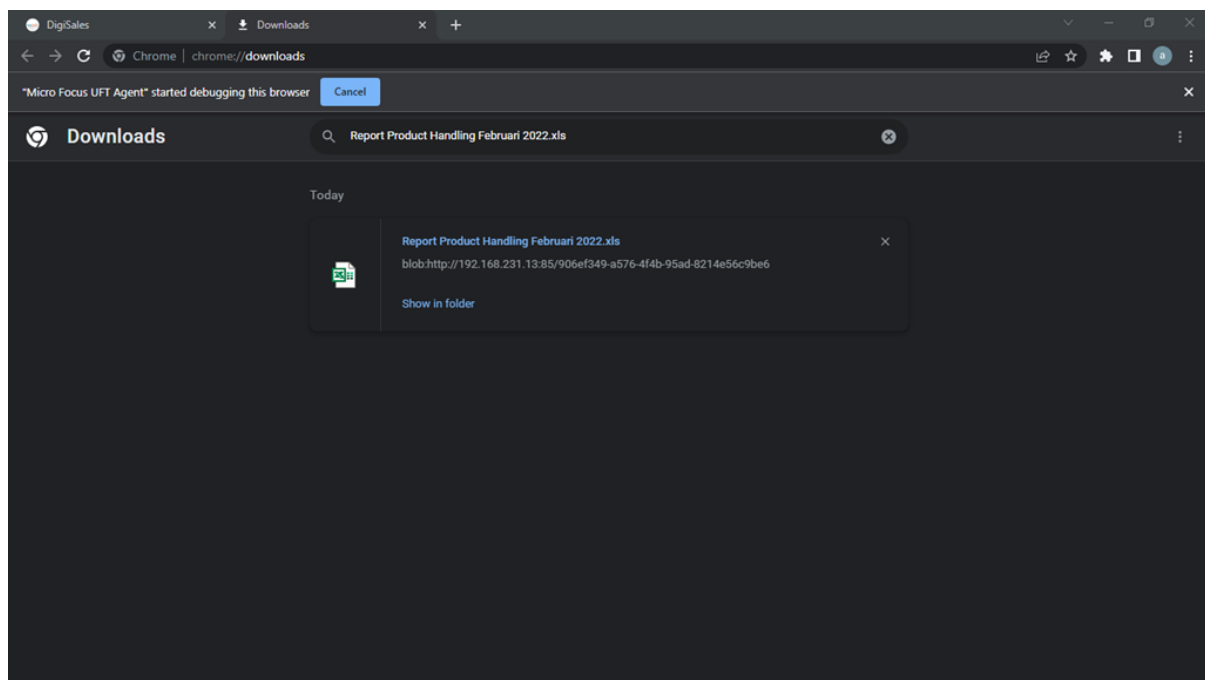 DigiSales
Downloads
Chrome | chrome://downloads
a
"Micro Focus UFT Agent" started debugging this browser
Cancel
Downloads
Report Product Handling Februari 2022.xls
Today
Report Product Handling Februari 2022.xls
blob:http://192.168.231.13:85/906ef349-a576-4f4b-95ad-8214e56c9be6
Show in folder